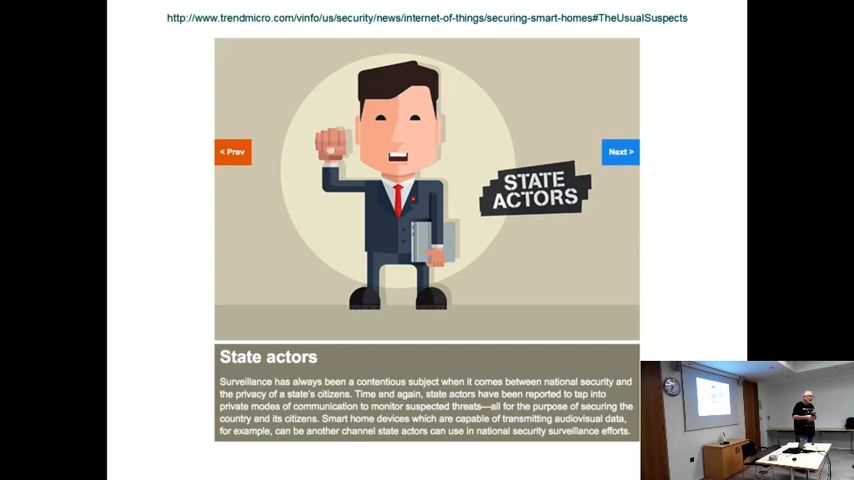 http://www.trendmicro.com/vinfo/us/security/news/internet-of-things/securing-smart-homes#TheUsualSuspects
< Prev
Next >
STATE
ACTORS
State actors
Surveillance has always been a contentious subject when it comes between national security and
the privacy of a state's citizens. Time and again, state actors have been reported to tap into
private modes of communication to monitor suspected threats—all for the purpose of securing the
country and its citizens. Smart home devices which are capable of transmitting audiovisual data,
for example, can be another channel state actors can use in national security surveillance efforts.